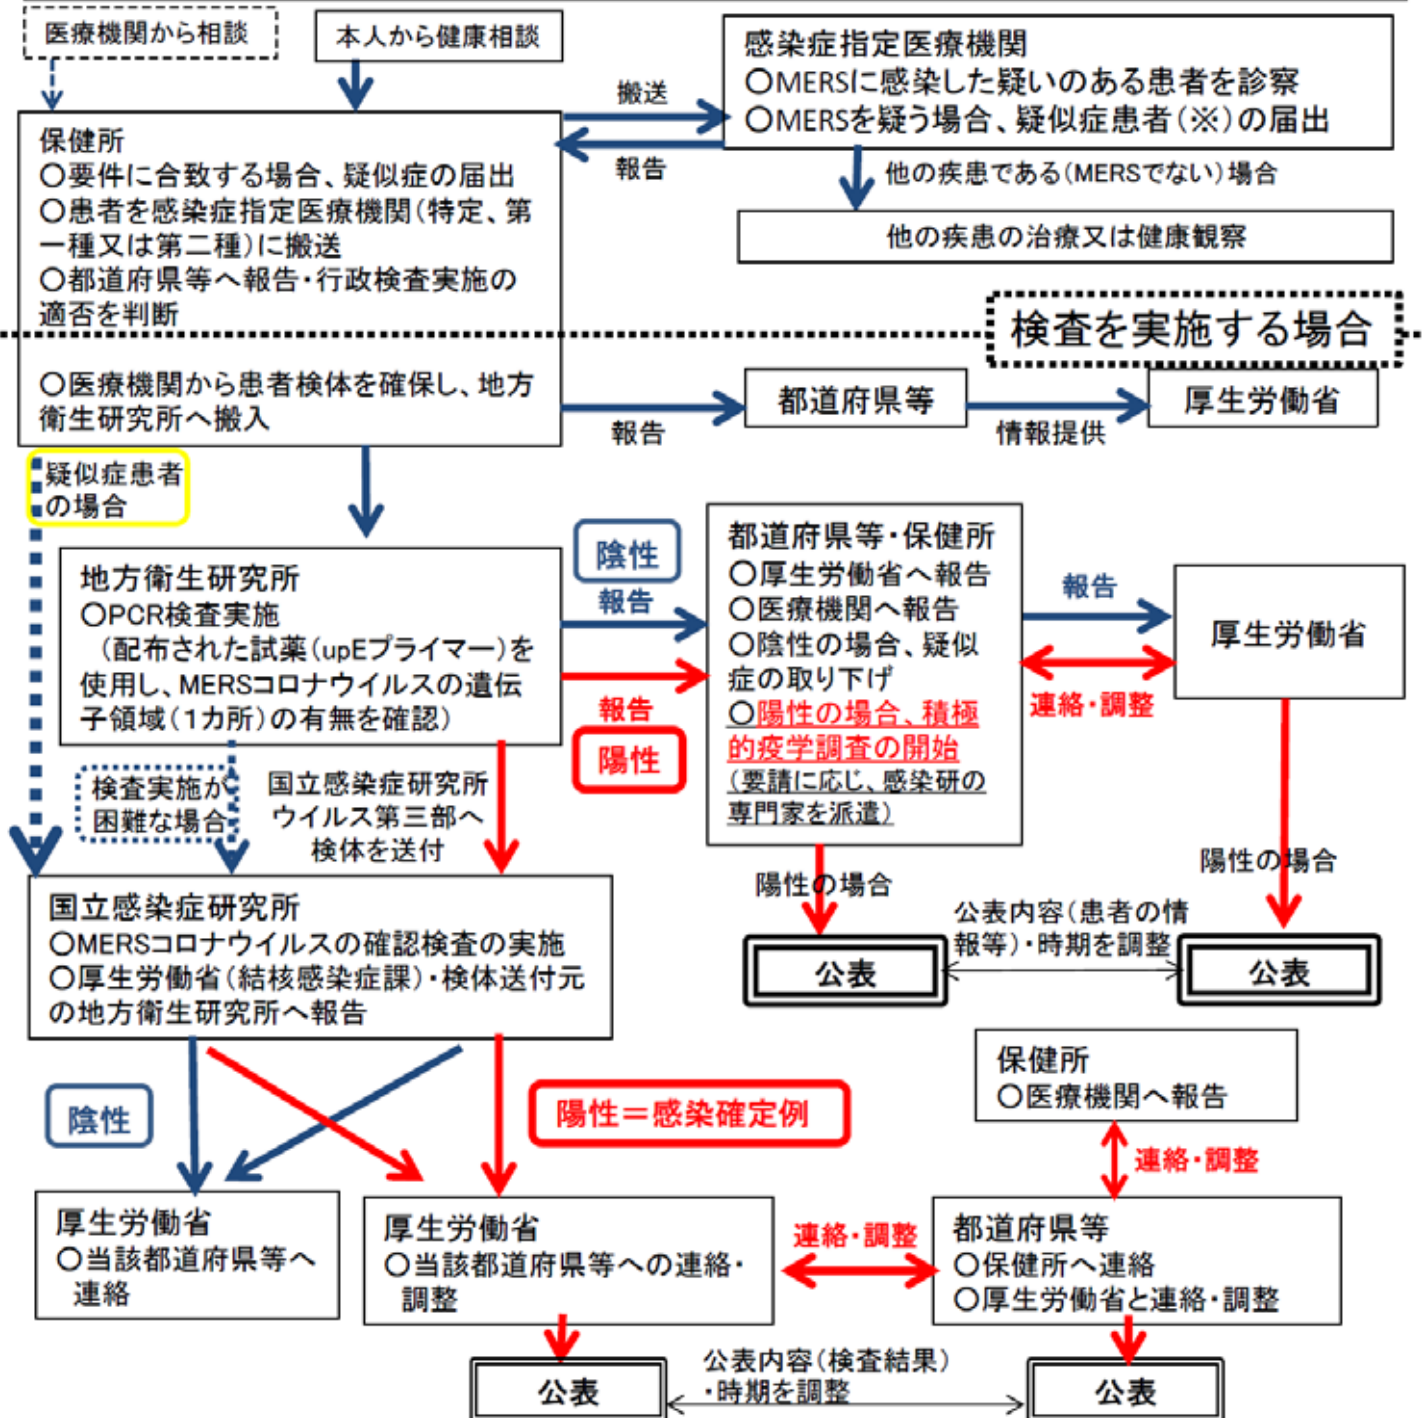 医療機関から相談
本人から健康相談
感染症指定医療機関
○MERSに感染した疑いのある患者を診察
○MERSを疑う場合、疑似症患者(※)の届出
搬送
報告
保健所
○要件に合致する場合、疑似症の届出
○患者を感染症指定医療機関(特定、第
一種又は第二種)に搬送
○都道府県等へ報告・行政検査実施の
適否を判断
他の疾患である(MERSでない)場合
他の疾患の治療又は健康観察
検査を実施する場合
○医療機関から患者検体を確保し、地方
衛生研究所へ搬入
報告
都道府県等
情報提供
厚生労働省
疑似症患者
の場合
地方衛生研究所
○PCR検査実施
(配布された試薬(upEプライマー)を
使用し、MERSコロナウイルスの遺伝
子領域(1カ所)の有無を確認)
陰性
報告
報告
陽性
都道府県等・保健所
○厚生労働省へ報告
○医療機関へ報告
○陰性の場合、疑似
症の取り下げ
○陽性の場合、積極
的疫学調査の開始
(要請に応じ、感染研の
専門家を派遣)
報告
連絡・調整
厚生労働省
検査実施が
困難な場合
国立感染症研究所
ウイルス第三部へ
検体を送付
陽性の場合
陽性の場合
公表内容(患者の情
報等)・時期を調整
公表
公表
国立感染症研究所
○MERSコロナウイルスの確認検査の実施
○厚生労働省(結核感染症課)・検体送付元
の地方衛生研究所へ報告
陰性
陽性=感染確定例
保健所
○医療機関へ報告
連絡・調整
厚生労働省
○当該都道府県等へ
連絡
厚生労働省
○当該都道府県等への連絡・
調整
連絡・調整
都道府県等
○保健所へ連絡
○厚生労働省と連絡・調整
公表
公表内容(検査結果)
・時期を調整
公表